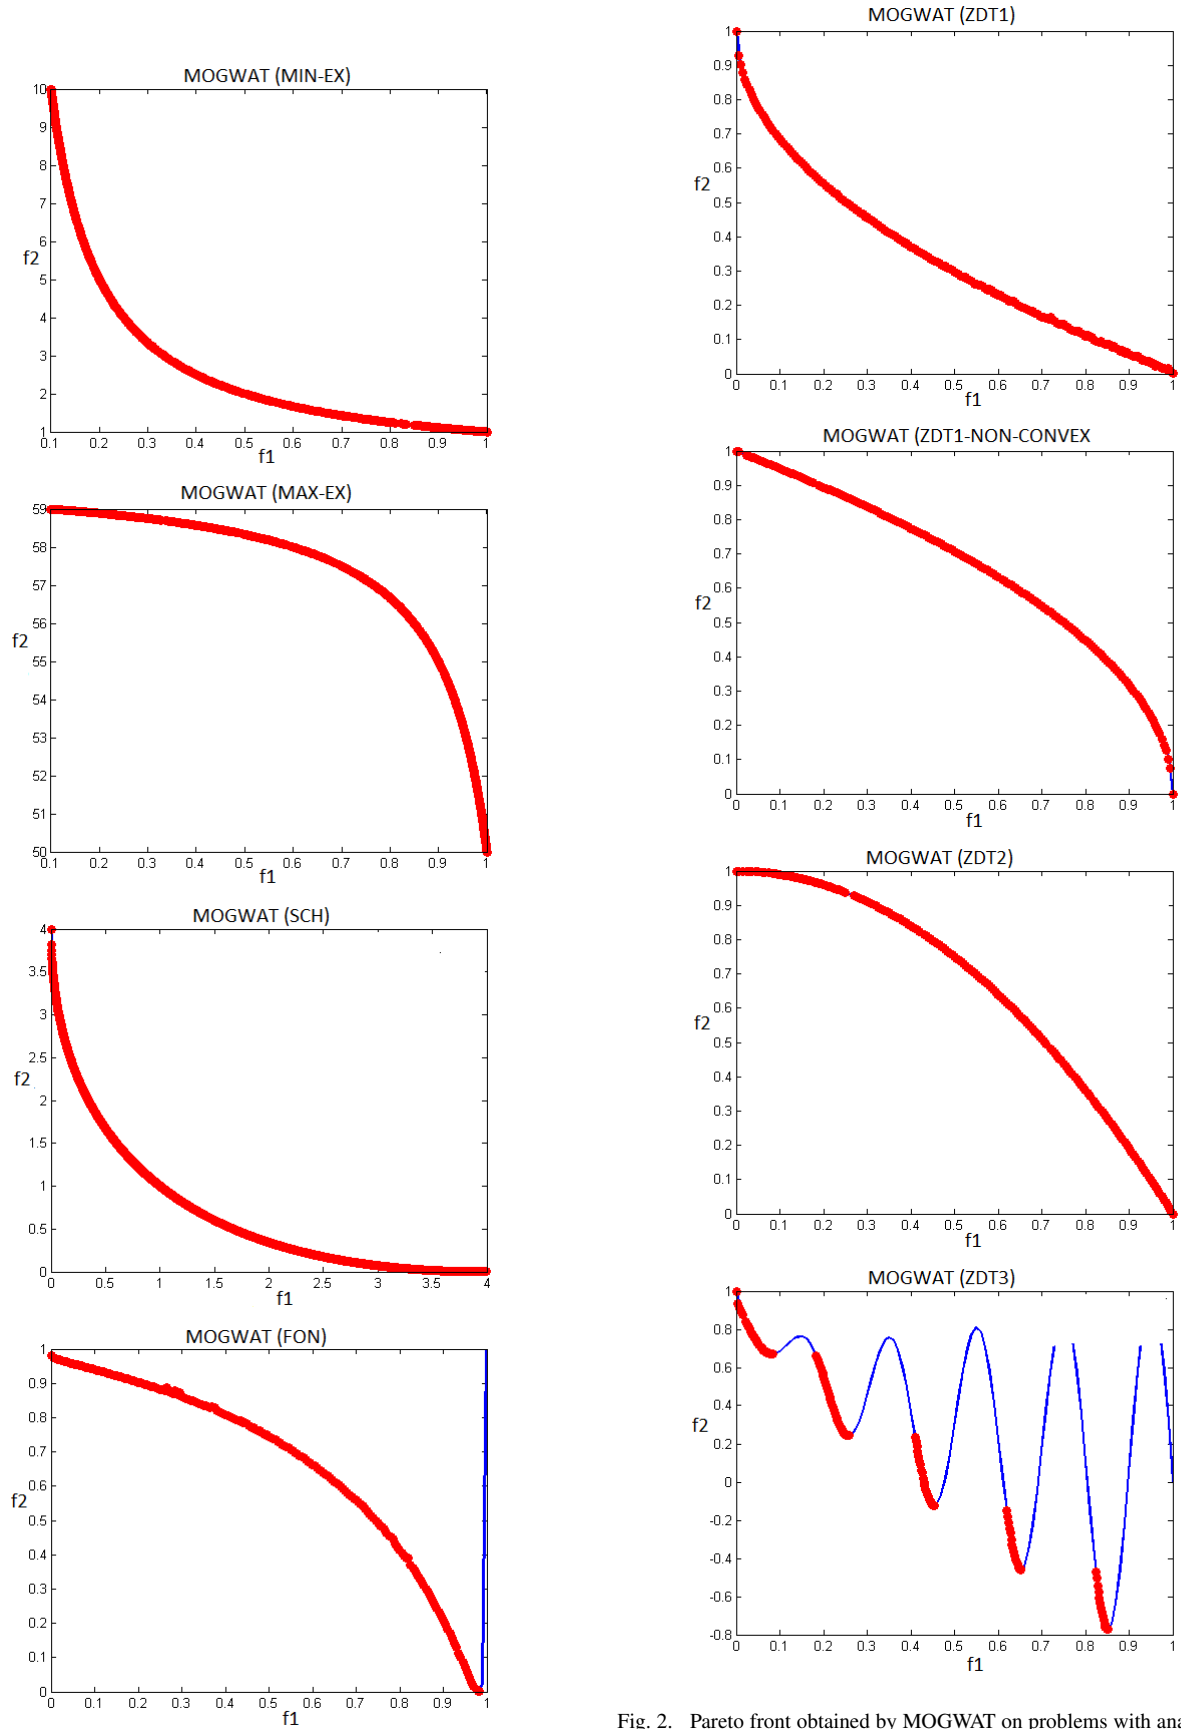 MOGWAT (MIN-EX)
10
9
8
7
6
f2
5
4
3
2
1
0.1 0.2 0.3 0.4 0.5 0.6 0.7 0.8 0.9 1
f1
MOGWAT (MAX-EX)
59
58
57
56
f2
55
54
53
52
51
50
0.1 0.2 0.3 0.4 0.5 0.6 0.7 0.8 0.9 1
f1
MOGWAT (SCH)
4
3.5
3
2.5
f2
2
1.5
1
0.5
0
0 0.5 1 1.5 2 2.5 3 3.5 4
f1
MOGWAT (FON)
1
0.9
0.8
0.7
0.6
f2
0.5
0.4
0.3
0.2
0.1
0
0 0.1 0.2 0.3 0.4 0.5 0.6 0.7 0.8 0.9 1
f1
MOGWAT (ZDT1)
1
0.9
0.8
0.7
0.6
f2
0.5
0.4
0.3
0.2
0.1
0
0 0.1 0.2 0.3 0.4 0.5 0.6 0.7 0.8 0.9 1
f1
MOGWAT (ZDT1-NON-CONVEX
1
0.9
0.8
0.7
0.6
f2
0.5
0.4
0.3
0.2
0.1
0
0 0.1 0.2 0.3 0.4 0.5 0.6 0.7 0.8 0.9 1
f1
MOGWAT (ZDT2)
1
0.9
0.8
0.7
0.6
f2
0.5
0.4
0.3
0.2
0.1
0
0 0.1 0.2 0.3 0.4 0.5 0.6 0.7 0.8 0.9 1
f1
MOGWAT (ZDT3)
1
0.8
0.6
0.4
f2
0.2
0
-0.2
-0.4
-0.6
-0.8
0 0.1 0.2 0.3 0.4 0.5 0.6 0.7 0.8 0.9 1
f1
Fig. 2. Pareto front obtained by MOGWAT on problems with ana